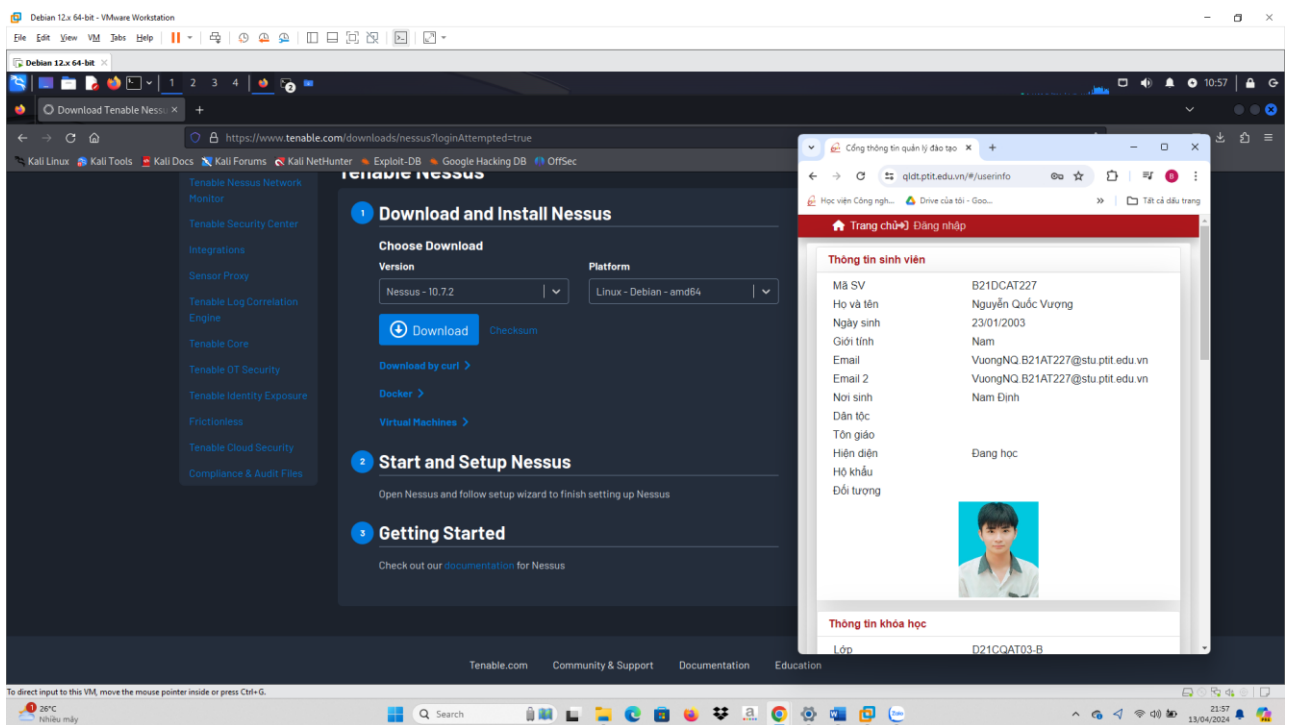 Debian 12.x 64-bit - VMware Workstation
File Edit View VM Tabs Help
Debian 12.x 64-bit
1 2 3 4
2
10:57
Download Tenable Nessu
https://www.tenable.com/downloads/nessus?loginAttempted=true
Kali Linux Kali Tools Kali Docs Kali Forums Kali NetHunter Exploit-DB Google Hacking DB OffSec
Tenable Nessus Network
Monitor
Tenable Security Center
Integrations
Sensor Proxy
Tenable Log Correlation
Engine
Tenable Core
Tenable OT Security
Tenable Identity Exposure
Frictionless
Tenable Cloud Security
Compliance & Audit Files
Tenable Nessus
1 Download and Install Nessus
Choose Download
Version Platform
Nessus - 10.7.2 Linux - Debian - amd64
Download Checksum
Download by curl
Docker
Virtual Machines
2 Start and Setup Nessus
Open Nessus and follow setup wizard to finish setting up Nessus
3 Getting Started
Check out our documentation for Nessus
Tenable.com Community & Support Documentation Education
Cổng thông tin quản lý đào tạo
qldt.ptit.edu.vn/#/userinfo
B
Học viện Công ngh... Drive của tôi - Goo... Tất cả dấu trang
Trang chủ Đăng nhập
Thông tin sinh viên
Mã SV B21DCAT227
Họ và tên Nguyễn Quốc Vượng
Ngày sinh 23/01/2003
Giới tính Nam
Email VuongNQ.B21AT227@stu.ptit.edu.vn
Email 2 VuongNQ.B21AT227@stu.ptit.edu.vn
Nơi sinh Nam Định
Dân tộc
Tôn giáo
Hiện diện Đang học
Hộ khẩu
Đối tượng
Thông tin khóa học
Lớp D21CQAT03-B
To direct input to this VM, move the mouse pointer inside or press Ctrl+G.
1
26°C
Nhiều mây
Search
a
Zalo
21:57
13/04/2024